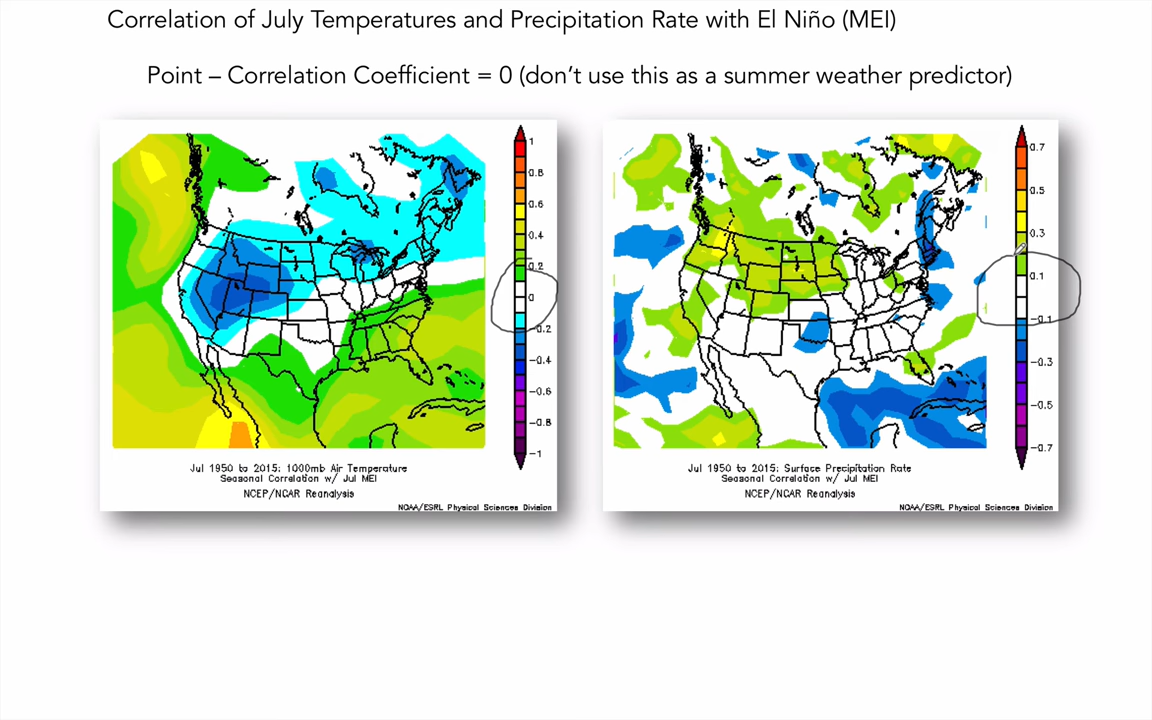 Correlation of July Temperatures and Precipitation Rate with El Niño (MEI)
Point – Correlation Coefficient = 0 (don't use this as a summer weather predictor)
1
0.8
0.6
0.4
0.2
0
-0.2
-0.4
-0.6
-0.8
-1
Jul 1950 to 2015: 1000mb Air Temperature
Seasonal Correlation w/ Jul MEI
NCEP/NCAR Reanalysis
NOAA/ESRL Physical Sciences Division
0.7
0.5
0.3
0.1
-0.1
-0.3
-0.5
-0.7
Jul 1950 to 2015: Surface Precipitation Rate
Seasonal Correlation w/ Jul MEI
NCEP/NCAR Reanalysis
NOAA/ESRL Physical Sciences Division